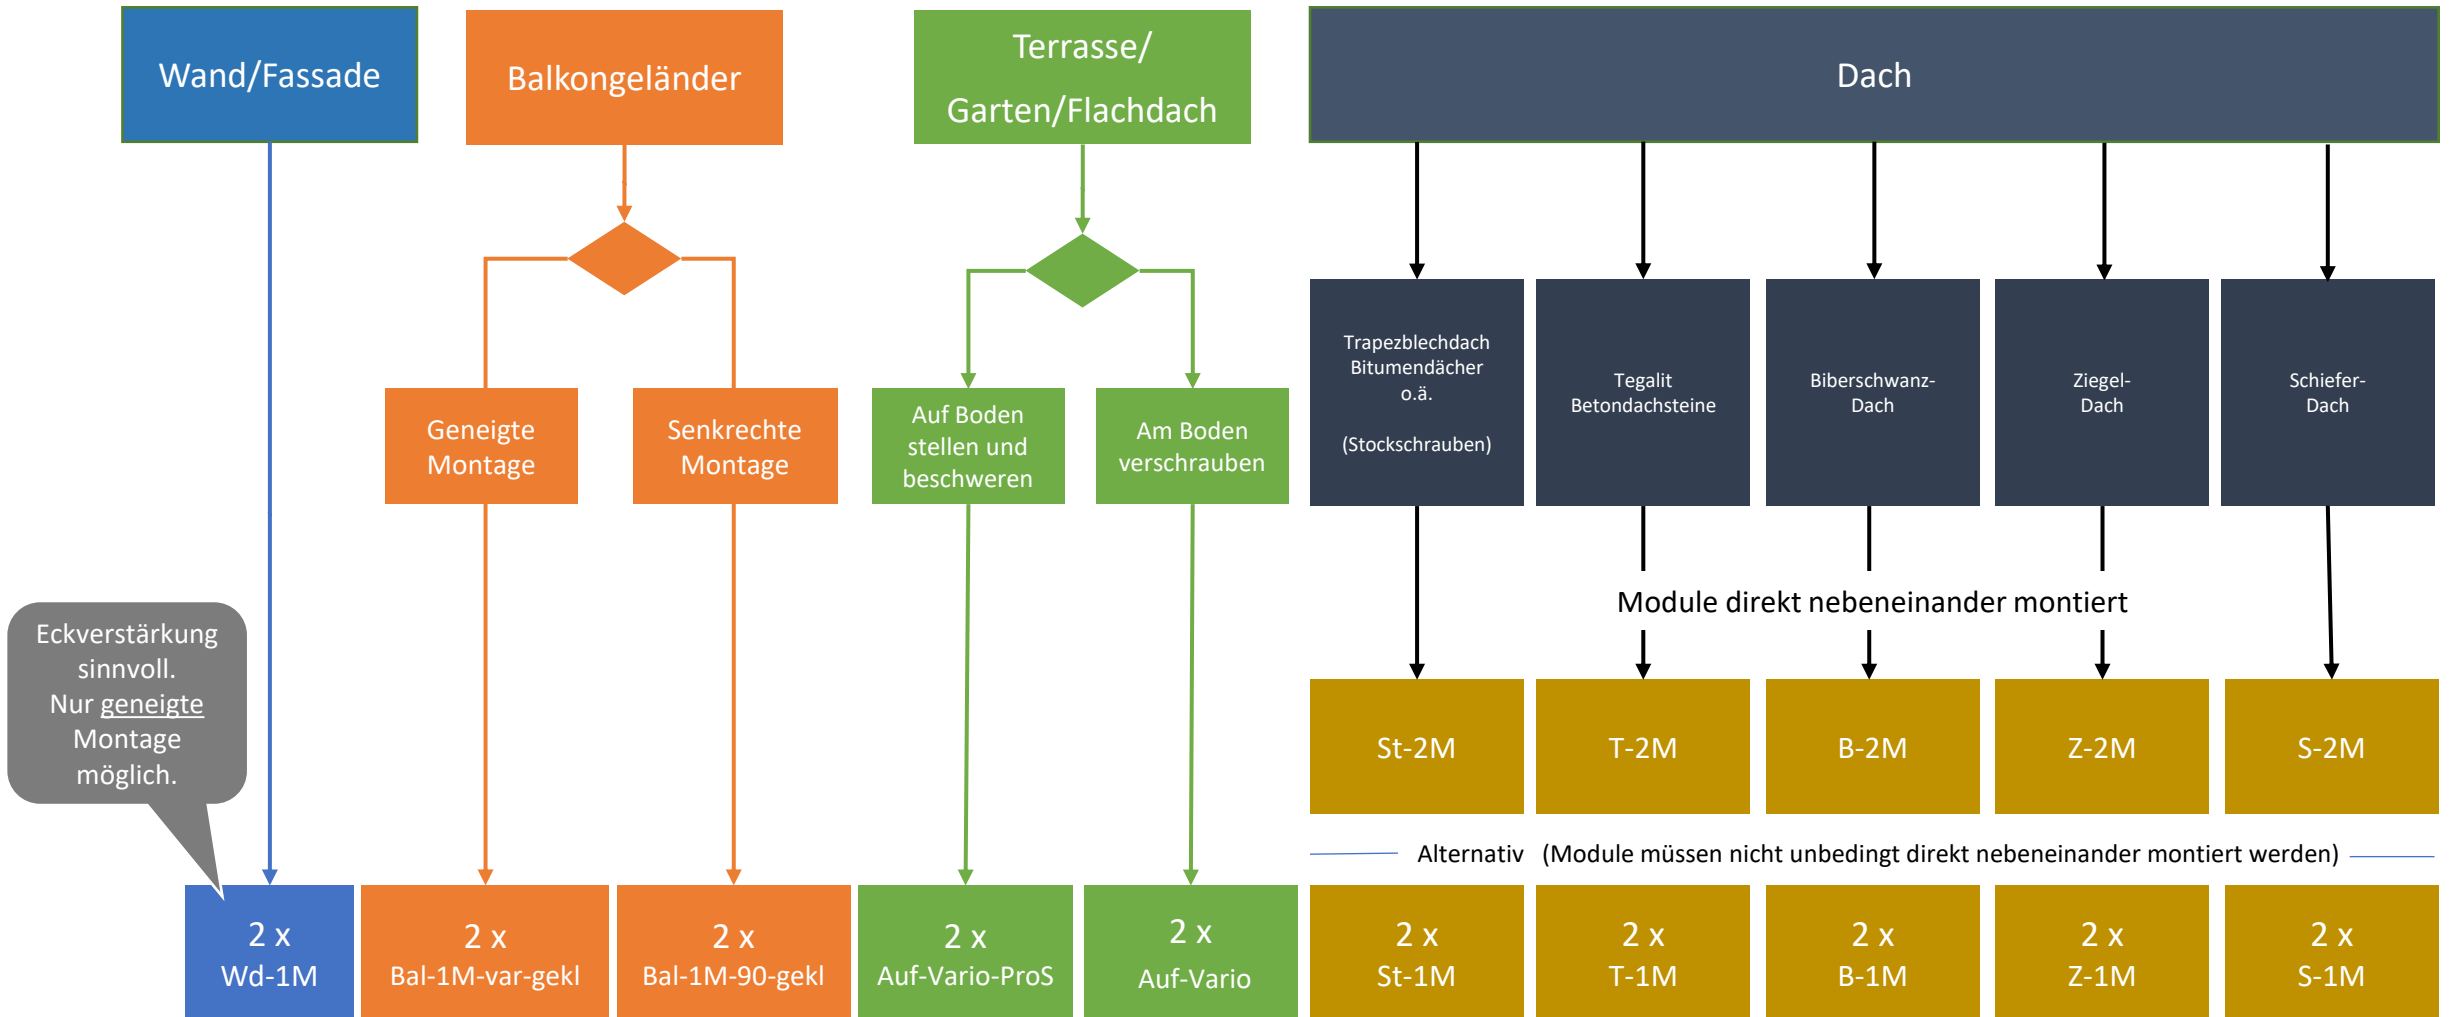 Wand/Fassade
Balkongeländer
Terrasse/
Garten/Flachdach
Dach
Geneigte
Montage
Senkrechte
Montage
Auf Boden
stellen und
beschweren
Am Boden
verschrauben
Trapezblechdach
Bitumendächer
o.ä.
(Stockschrauben)
Tegalit
Betondachsteine
Biberschwanz-
Dach
Ziegel-
Dach
Schiefer-
Dach
Module direkt nebeneinander montiert
Eckverstärkung
sinnvoll.
Nur geneigte
Montage
möglich.
St-2M
T-2M
B-2M
Z-2M
S-2M
Alternativ (Module müssen nicht unbedingt direkt nebeneinander montiert werden)
2 x
Wd-1M
2 x
Bal-1M-var-gekl
2 x
Bal-1M-90-gekl
2 x
Auf-Vario-ProS
2 x
Auf-Vario
2 x
St-1M
2 x
T-1M
2 x
B-1M
2 x
Z-1M
2 x
S-1M